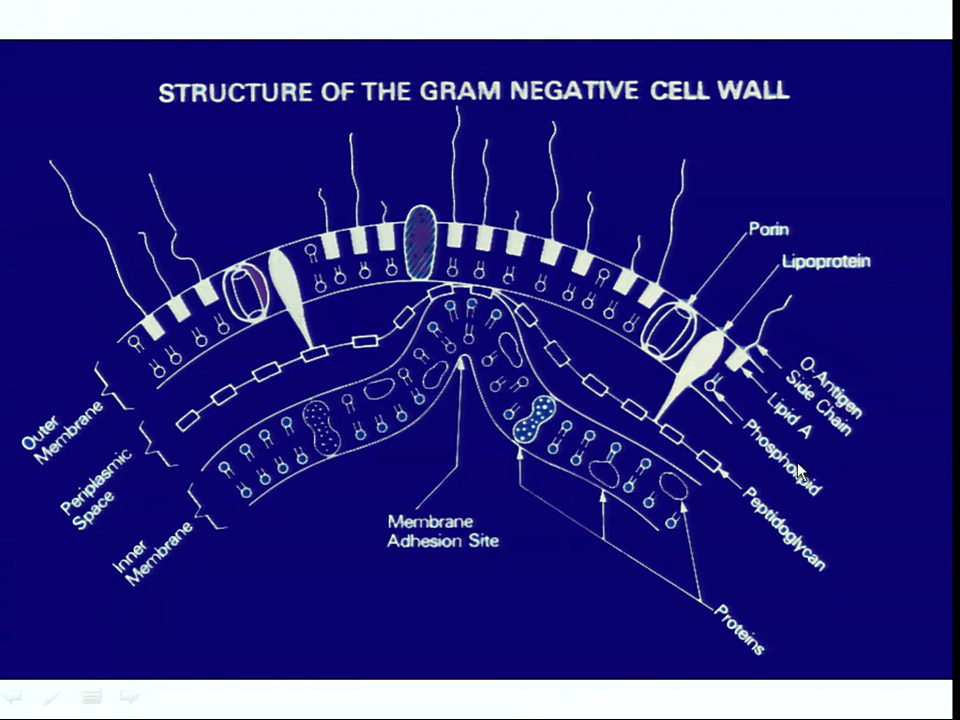 STRUCTURE OF THE GRAM NEGATIVE CELL WALL
Porin
Lipoprotein
O-Antigen
Side Chain
Lipid A
Phospholipid
Peptidoglycan
Proteins
Membrane
Adhesion Site
Outer
Membrane
Periplasmic
Space
Inner
Membrane